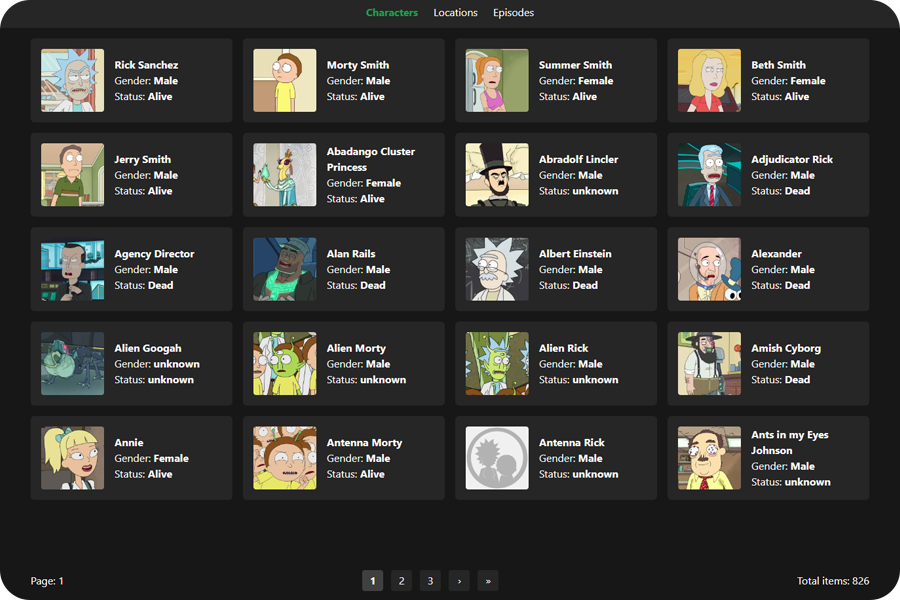 Characters Locations Episodes
Rick Sanchez
Gender: Male
Status: Alive
Morty Smith
Gender: Male
Status: Alive
Summer Smith
Gender: Female
Status: Alive
Beth Smith
Gender: Female
Status: Alive
Jerry Smith
Gender: Male
Status: Alive
Abadango Cluster
Princess
Gender: Female
Status: Alive
Abradolf Lincler
Gender: Male
Status: unknown
Adjudicator Rick
Gender: Male
Status: Dead
Agency Director
Gender: Male
Status: Dead
Alan Rails
Gender: Male
Status: Dead
Albert Einstein
Gender: Male
Status: Dead
Alexander
Gender: Male
Status: Dead
Alien Googah
Gender: unknown
Status: unknown
Alien Morty
Gender: Male
Status: unknown
Alien Rick
Gender: Male
Status: unknown
Amish Cyborg
Gender: Male
Status: Dead
Annie
Gender: Female
Status: Alive
Antenna Morty
Gender: Male
Status: Alive
Antenna Rick
Gender: Male
Status: unknown
Ants in my Eyes
Johnson
Gender: Male
Status: unknown
Page: 1
1 2 3 › »
Total items: 826